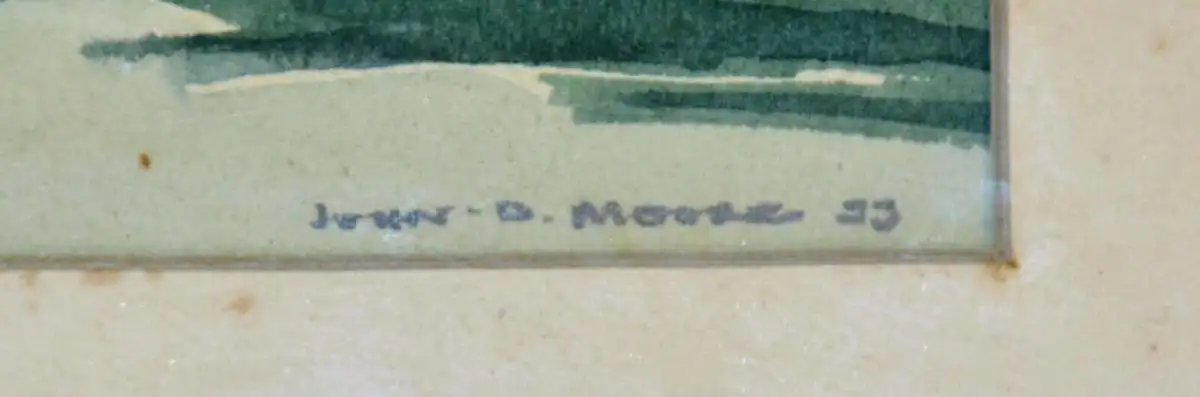 JOHN - D. MOORE 33